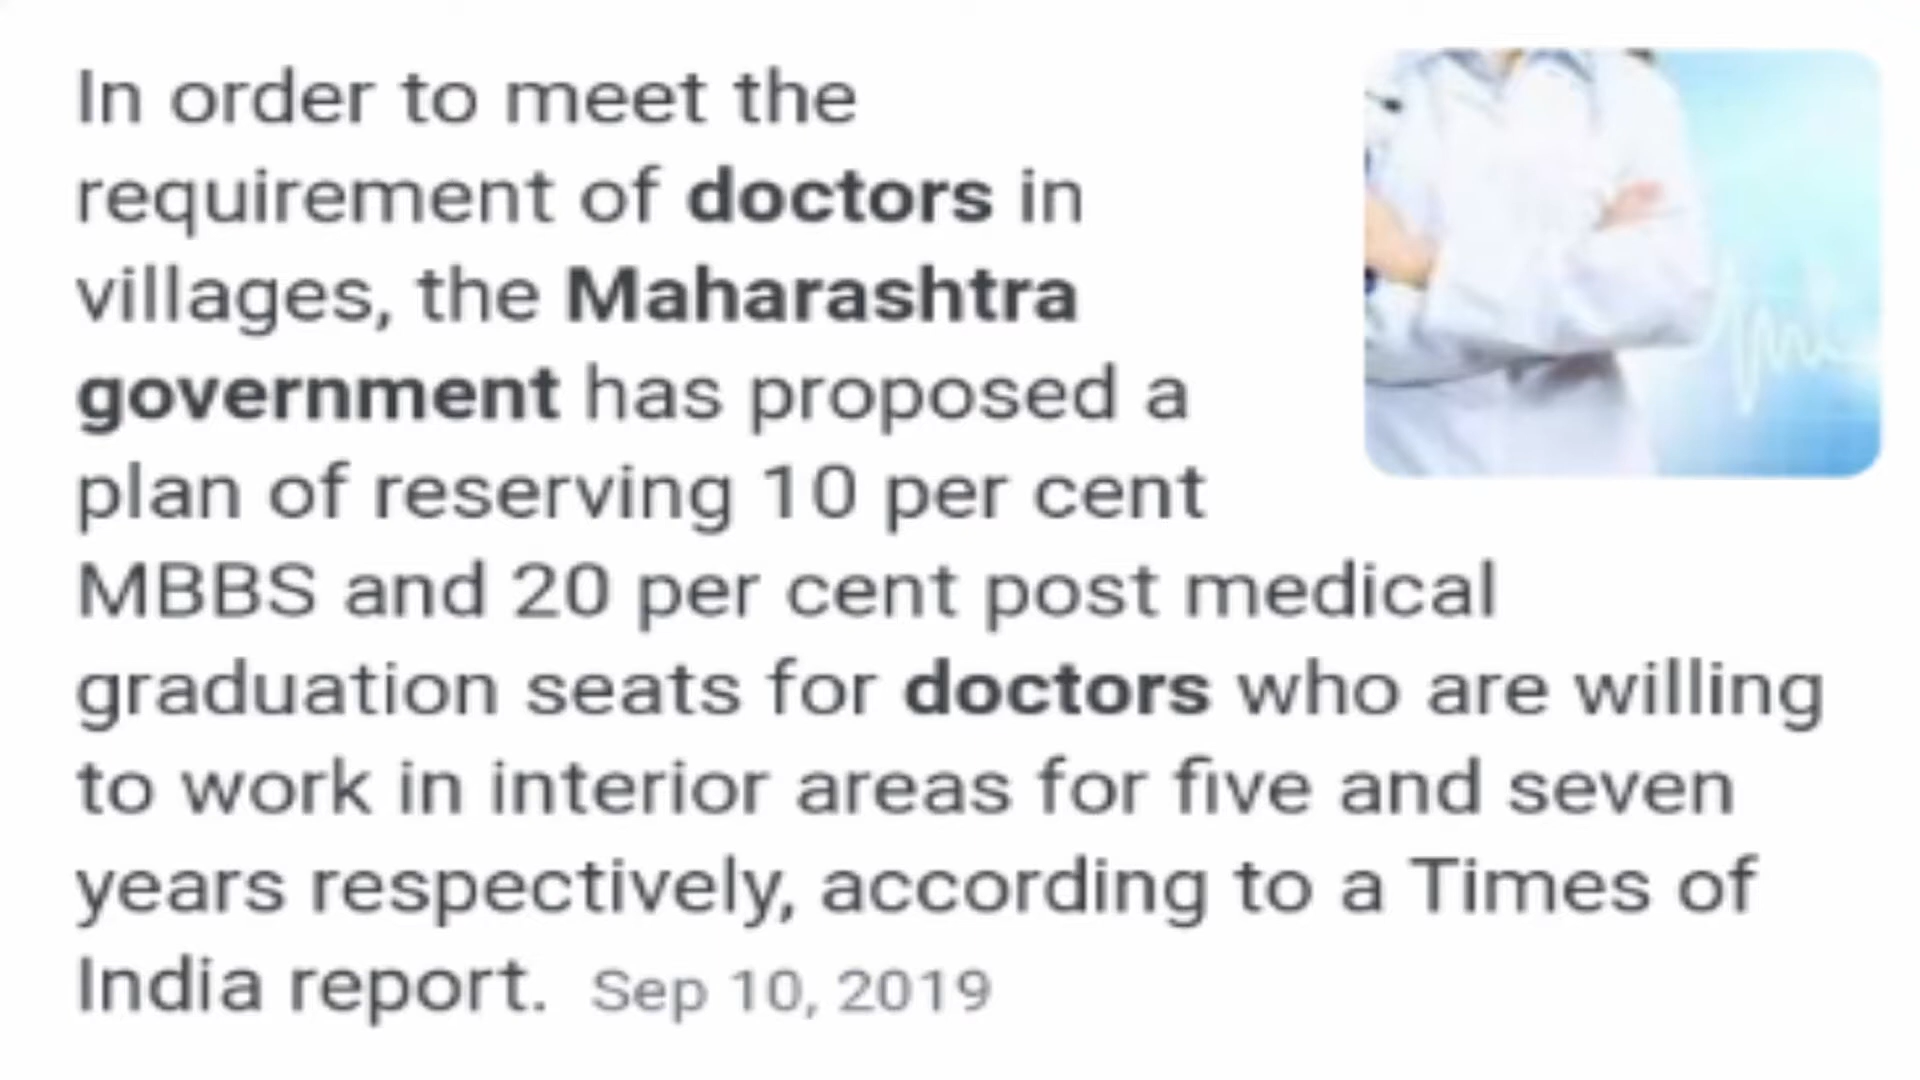 In order to meet the
requirement of doctors in
villages, the Maharashtra
government has proposed a
plan of reserving 10 per cent
MBBS and 20 per cent post medical
graduation seats for doctors who are willing
to work in interior areas for five and seven
years respectively, according to a Times of
India report. Sep 10, 2019